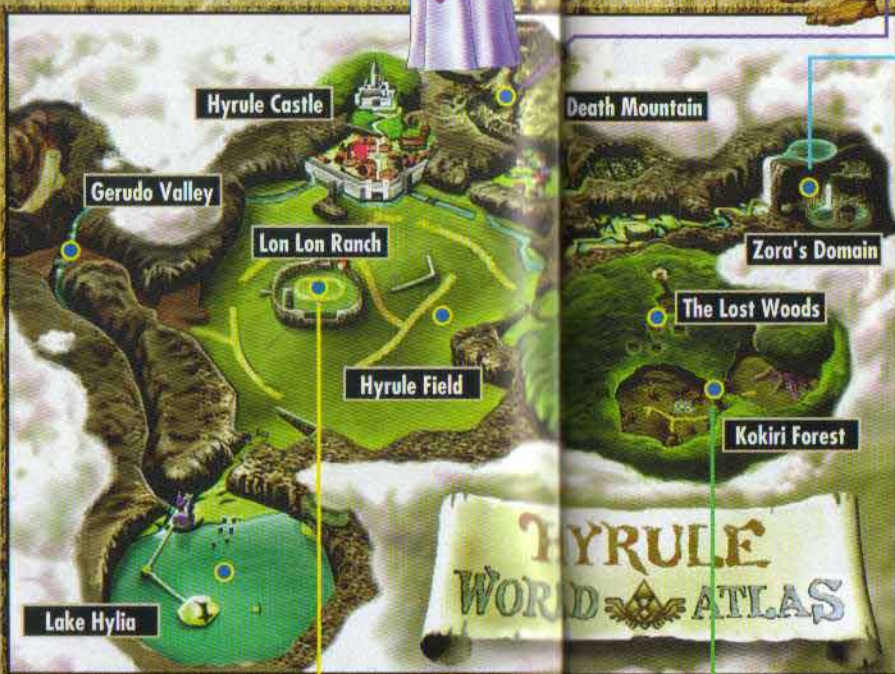 Hyrule Castle
Death Mountain
Gerudo Valley
Lon Lon Ranch
Zora's Domain
The Lost Woods
Hyrule Field
Kokiri Forest
HYRULE
WORLD ATLAS
Lake Hylia